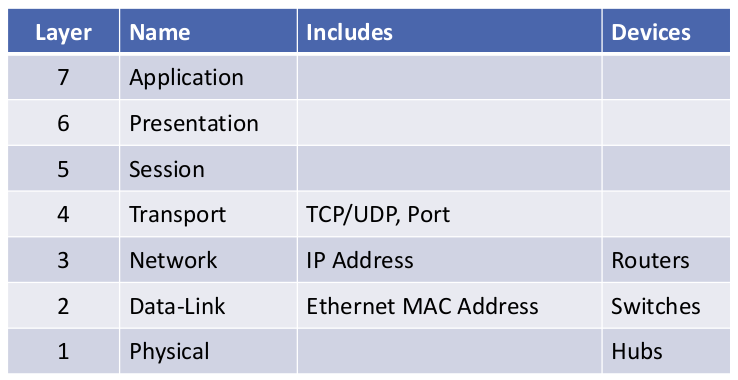 Layer Name Includes Devices
7 Application
6 Presentation
5 Session
4 Transport TCP/UDP, Port
3 Network IP Address Routers
2 Data-Link Ethernet MAC Address Switches
1 Physical Hubs